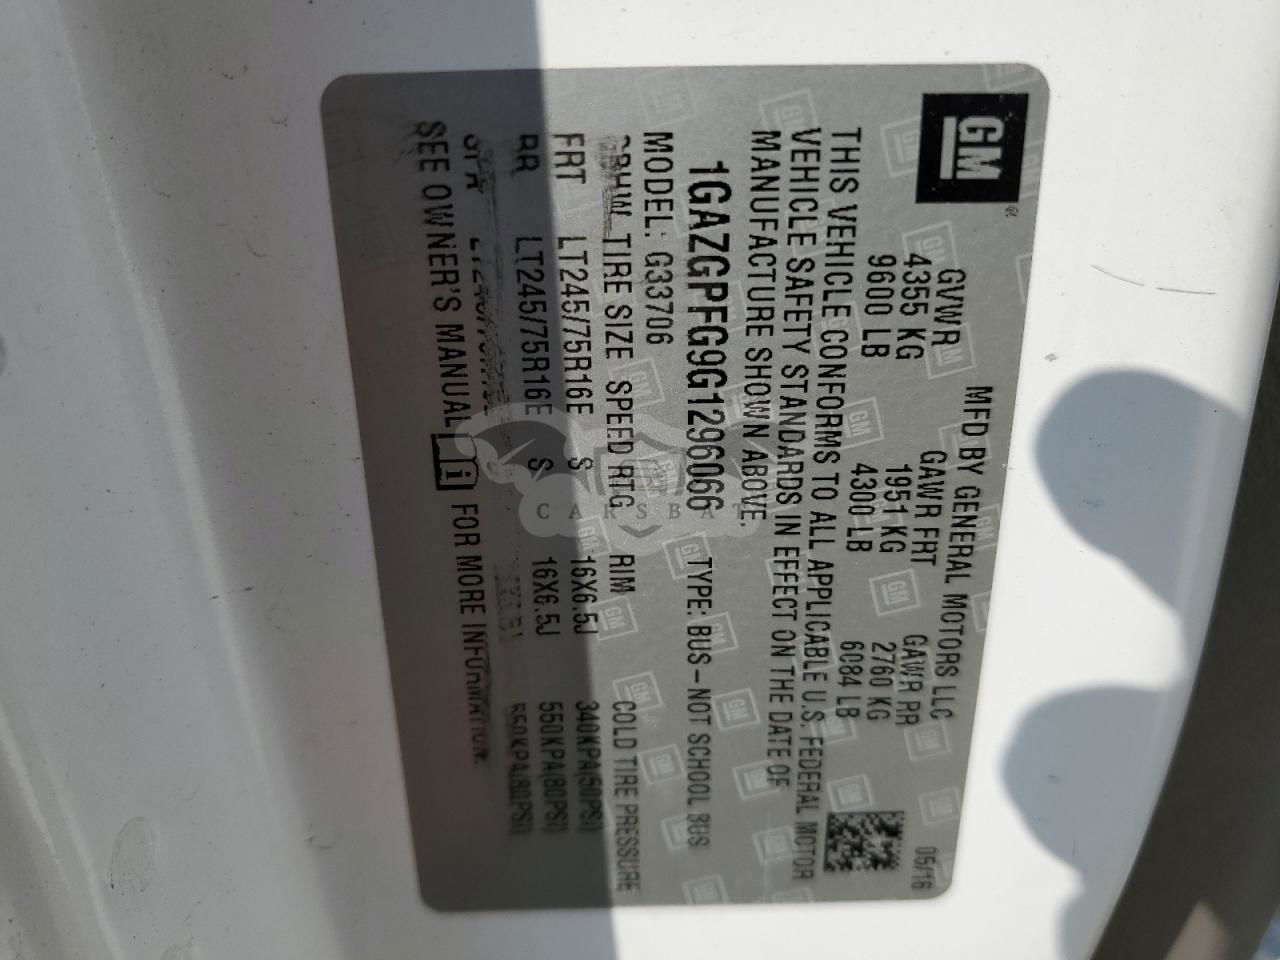 GM
®
MFD BY GENERAL MOTORS LLC 05/16
GVWR GAWR FRT GAWR RR
4355 KG 1951 KG 2760 KG
9600 LB 4300 LB 6084 LB
THIS VEHICLE CONFORMS TO ALL APPLICABLE U.S. FEDERAL MOTOR
VEHICLE SAFETY STANDARDS IN EFFECT ON THE DATE OF
MANUFACTURE SHOWN ABOVE.
1GAZGPFG9G1296066 TYPE: BUS-NOT SCHOOL BUS
MODEL: G33706
TIRE SIZE SPEED RTG RIM COLD TIRE PRESSURE
FRT LT245/75R16E S 16X6.5J 340KPA(50PSI)
RR LT245/75R16E S 16X6.5J 550KPA(80PSI)
SPA 550KPA(80PSI)
SEE OWNER'S MANUAL i FOR MORE INFORMATION.
CARSBAT